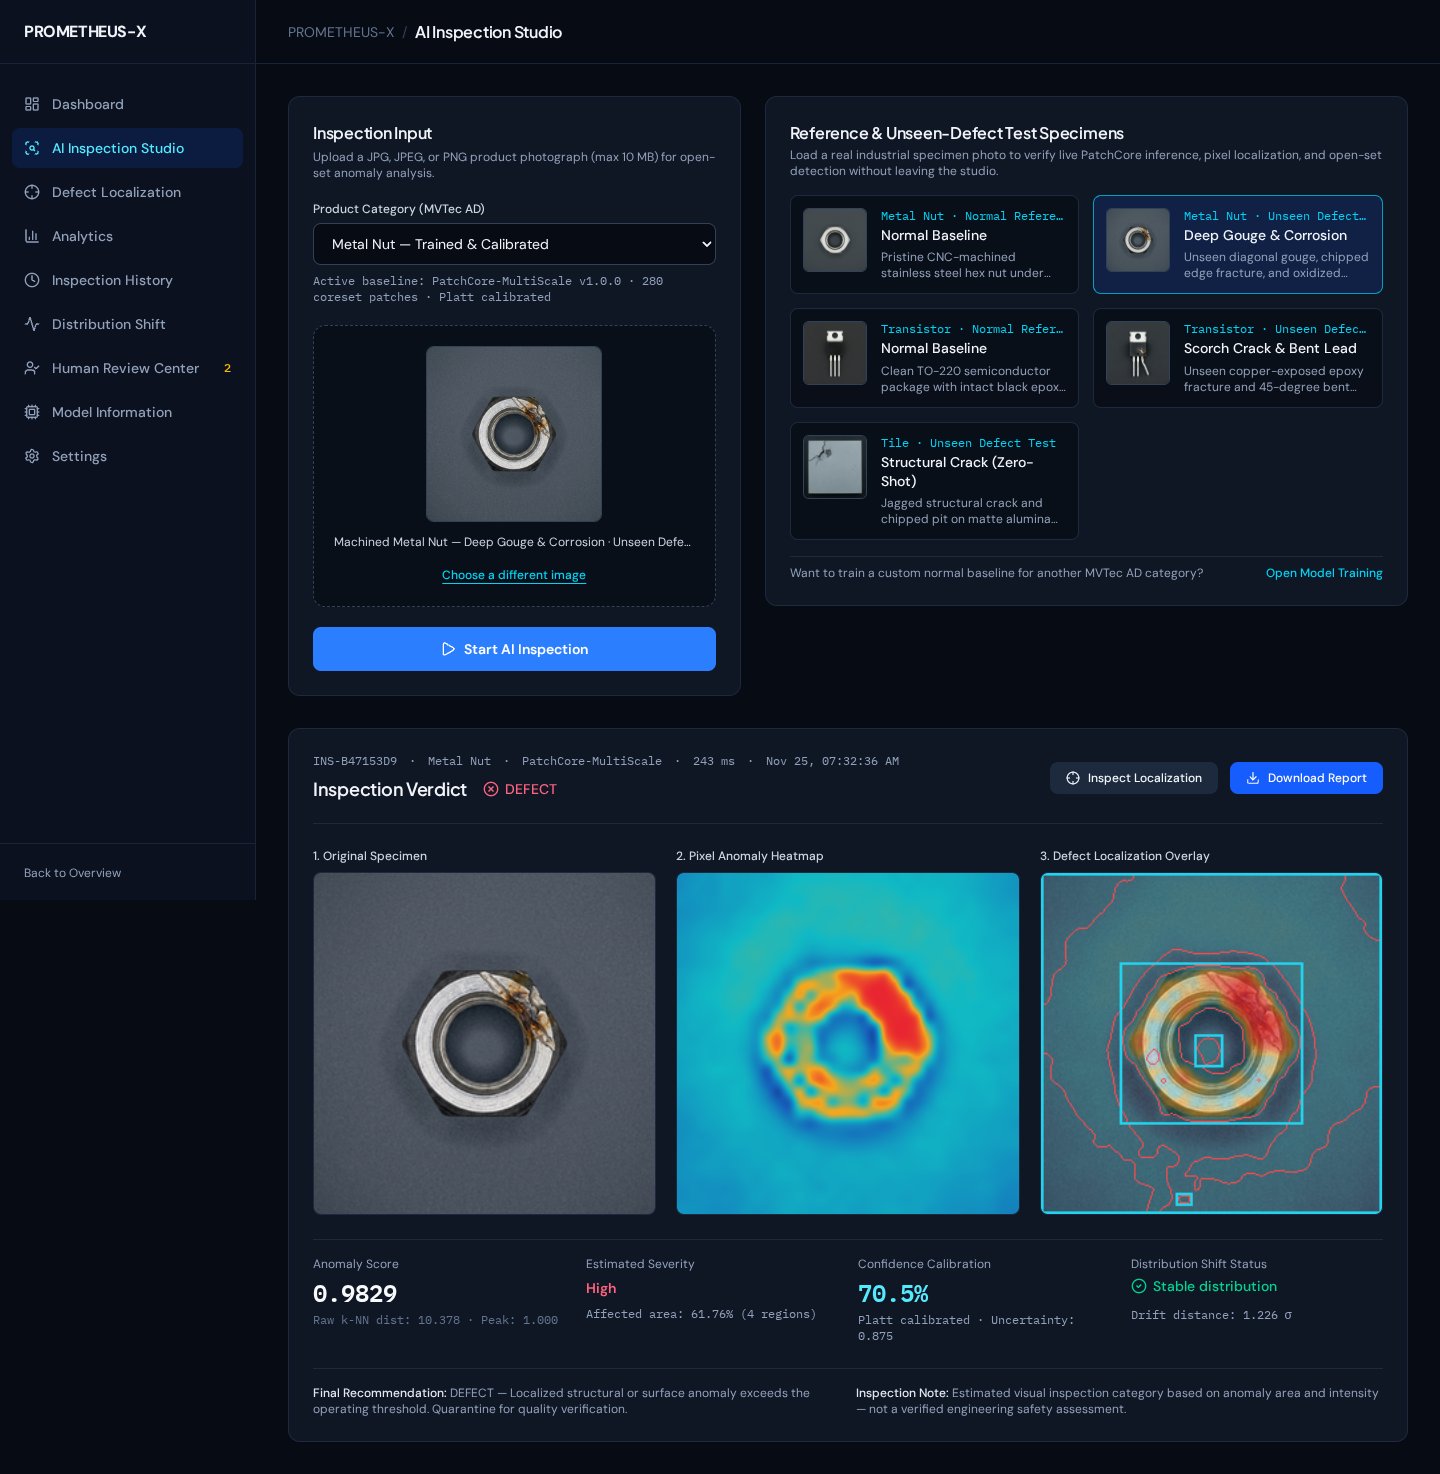 PROMETHEUS-X
PROMETHEUS-X / AI Inspection Studio
Dashboard
AI Inspection Studio
Defect Localization
Analytics
Inspection History
Distribution Shift
Human Review Center 2
Model Information
Settings
Back to Overview
Inspection Input
Upload a JPG, JPEG, or PNG product photograph (max 10 MB) for open-
set anomaly analysis.
Product Category (MVTec AD)
Metal Nut — Trained & Calibrated
Active baseline: PatchCore-MultiScale v1.0.0 · 280
coreset patches · Platt calibrated
Machined Metal Nut — Deep Gouge & Corrosion · Unseen Defe…
Choose a different image
Start AI Inspection
Reference & Unseen-Defect Test Specimens
Load a real industrial specimen photo to verify live PatchCore inference, pixel localization, and open-set
detection without leaving the studio.
Metal Nut · Normal Refere…
Normal Baseline
Pristine CNC-machined
stainless steel hex nut under…
Metal Nut · Unseen Defect…
Deep Gouge & Corrosion
Unseen diagonal gouge, chipped
edge fracture, and oxidized…
Transistor · Normal Refer…
Normal Baseline
Clean TO-220 semiconductor
package with intact black epox…
Transistor · Unseen Defec…
Scorch Crack & Bent Lead
Unseen copper-exposed epoxy
fracture and 45-degree bent…
Tile · Unseen Defect Test
Structural Crack (Zero-
Shot)
Jagged structural crack and
chipped pit on matte alumina…
Want to train a custom normal baseline for another MVTec AD category?
Open Model Training
INS-B47153D9 · Metal Nut · PatchCore-MultiScale · 243 ms · Nov 25, 07:32:36 AM
Inspection Verdict
DEFECT
Inspect Localization
Download Report
1. Original Specimen
2. Pixel Anomaly Heatmap
3. Defect Localization Overlay
Anomaly Score
0.9829
Raw k-NN dist: 10.378 · Peak: 1.000
Estimated Severity
High
Affected area: 61.76% (4 regions)
Confidence Calibration
70.5%
Platt calibrated · Uncertainty:
0.875
Distribution Shift Status
Stable distribution
Drift distance: 1.226 σ
Final Recommendation: DEFECT — Localized structural or surface anomaly exceeds the
operating threshold. Quarantine for quality verification.
Inspection Note: Estimated visual inspection category based on anomaly area and intensity
— not a verified engineering safety assessment.